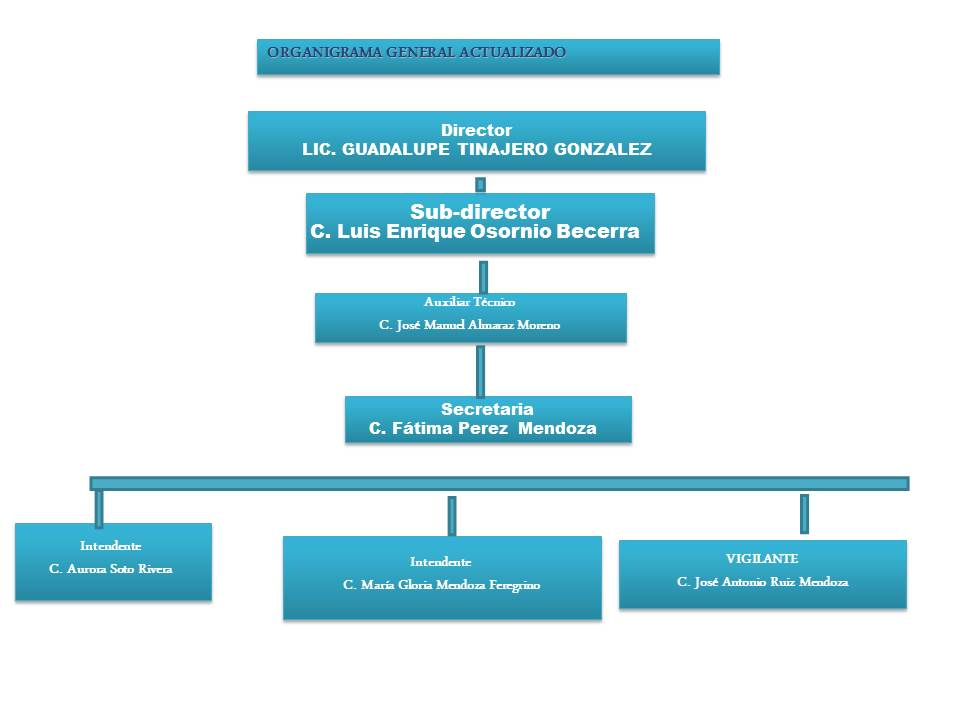 ORGANIGRAMA GENERAL ACTUALIZADO
Director
LIC. GUADALUPE TINAJERO GONZALEZ
Sub-director
C. Luis Enrique Osornio Becerra
Auxiliar Técnico
C. José Manuel Almaraz Moreno
Secretaria
C. Fátima Perez Mendoza
Intendente
C. Aurora Soto Rivera
Intendente
C. María Gloria Mendoza Feregrino
VIGILANTE
C. José Antonio Ruiz Mendoza